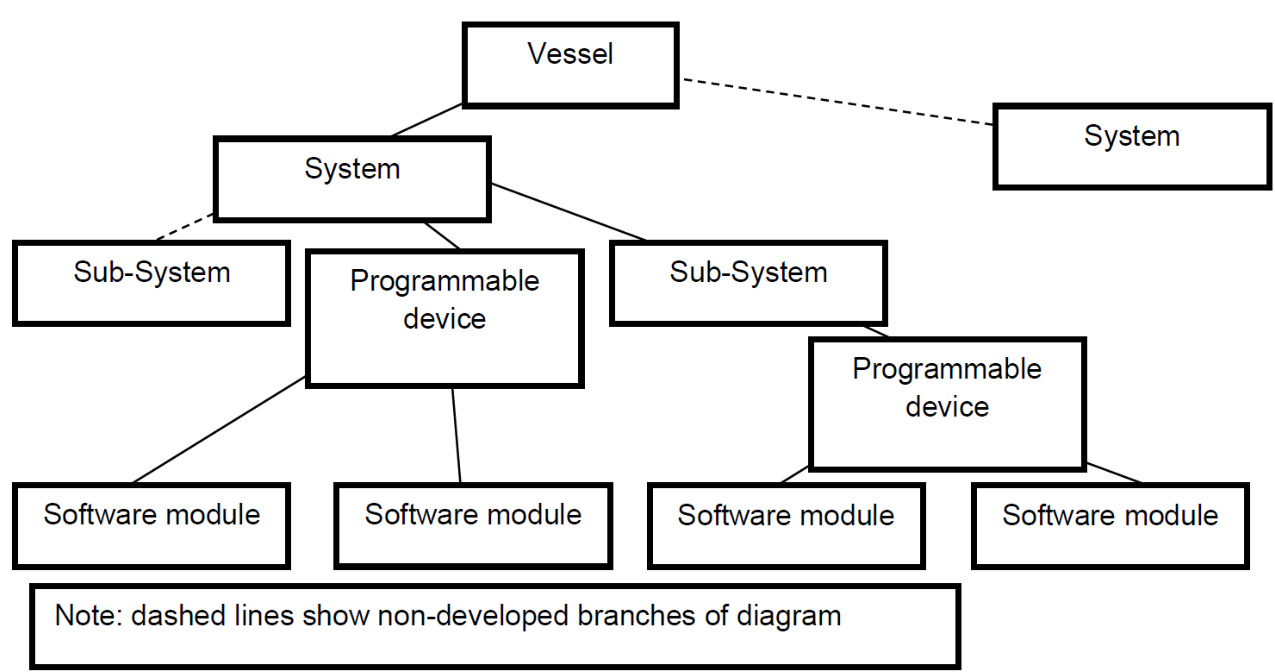 Vessel
System
System
Sub-System
Programmable
device
Sub-System
Programmable
device
Software module
Software module
Software module
Software module
Note: dashed lines show non-developed branches of diagram